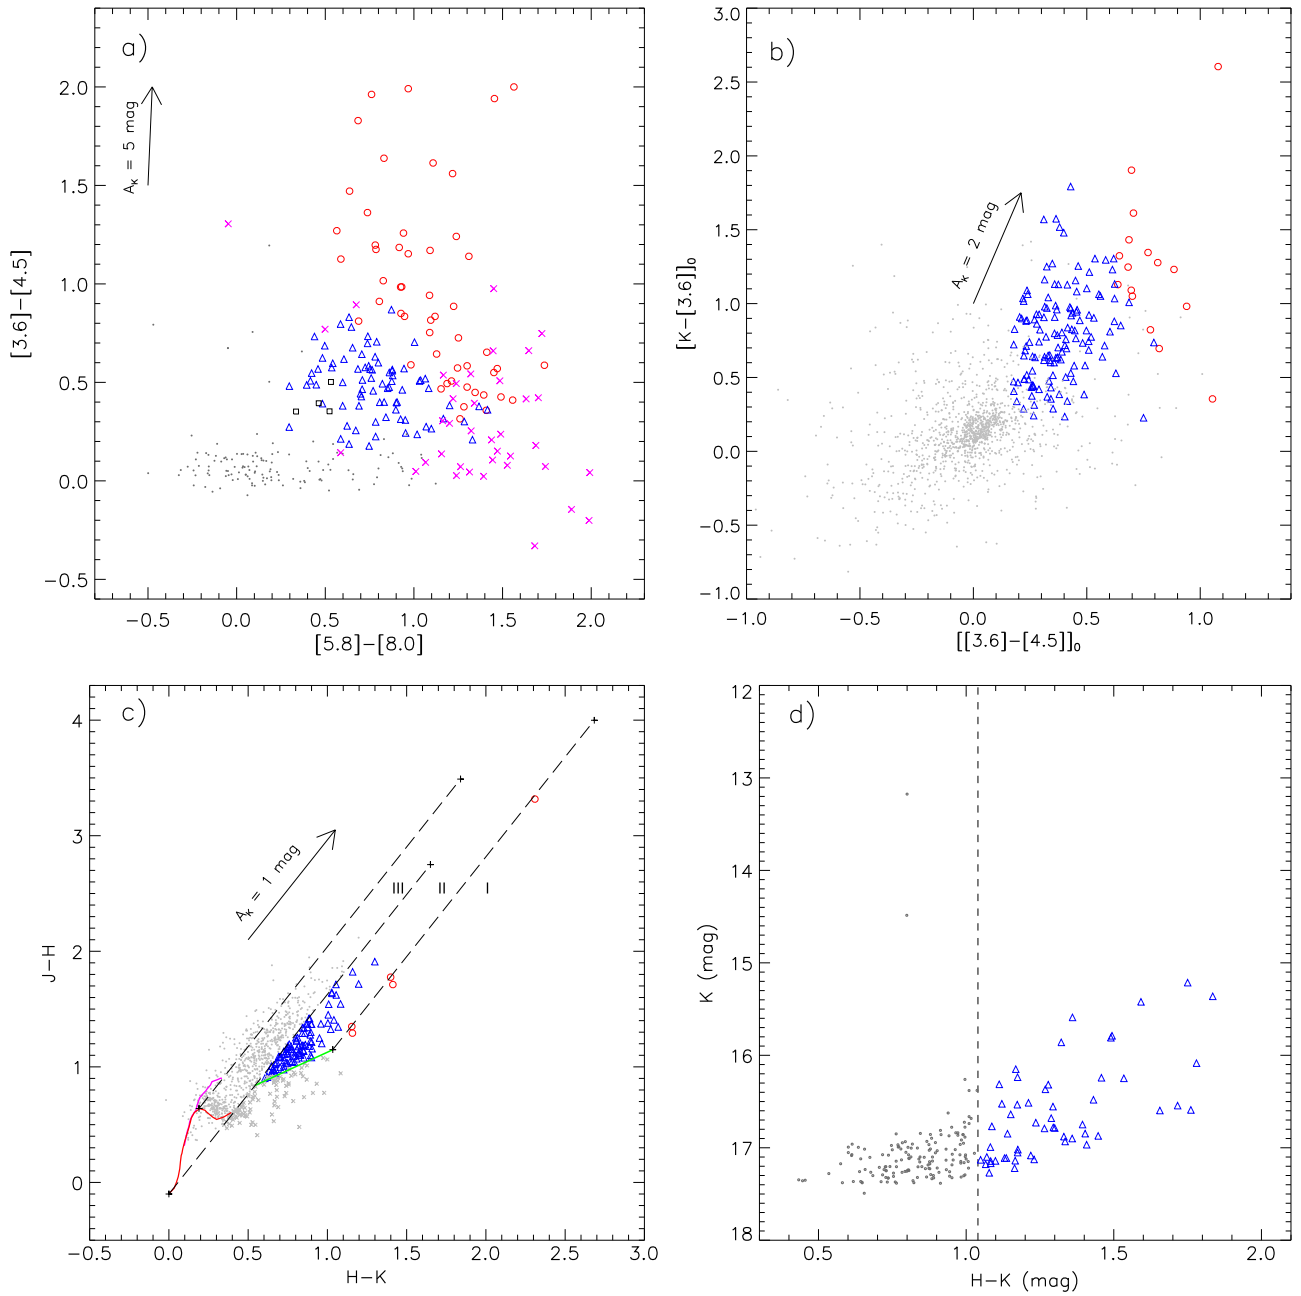 a)
A_K = 5 mag
2.0
1.5
1.0
0.5
0.0
−0.5
[3.6]−[4.5]
−0.5 0.0 0.5 1.0 1.5 2.0
[5.8]−[8.0]
b)
A_K = 2 mag
3.0
2.5
2.0
1.5
1.0
0.5
0.0
−0.5
−1.0
[K−[3.6]]₀
−1.0 −0.5 0.0 0.5 1.0
[[3.6]−[4.5]]₀
c)
A_K = 1 mag
III II I
4
3
2
1
0
J−H
−0.5 0.0 0.5 1.0 1.5 2.0 2.5 3.0
H−K
d)
12
13
14
15
16
17
18
K (mag)
0.5 1.0 1.5 2.0
H−K (mag)